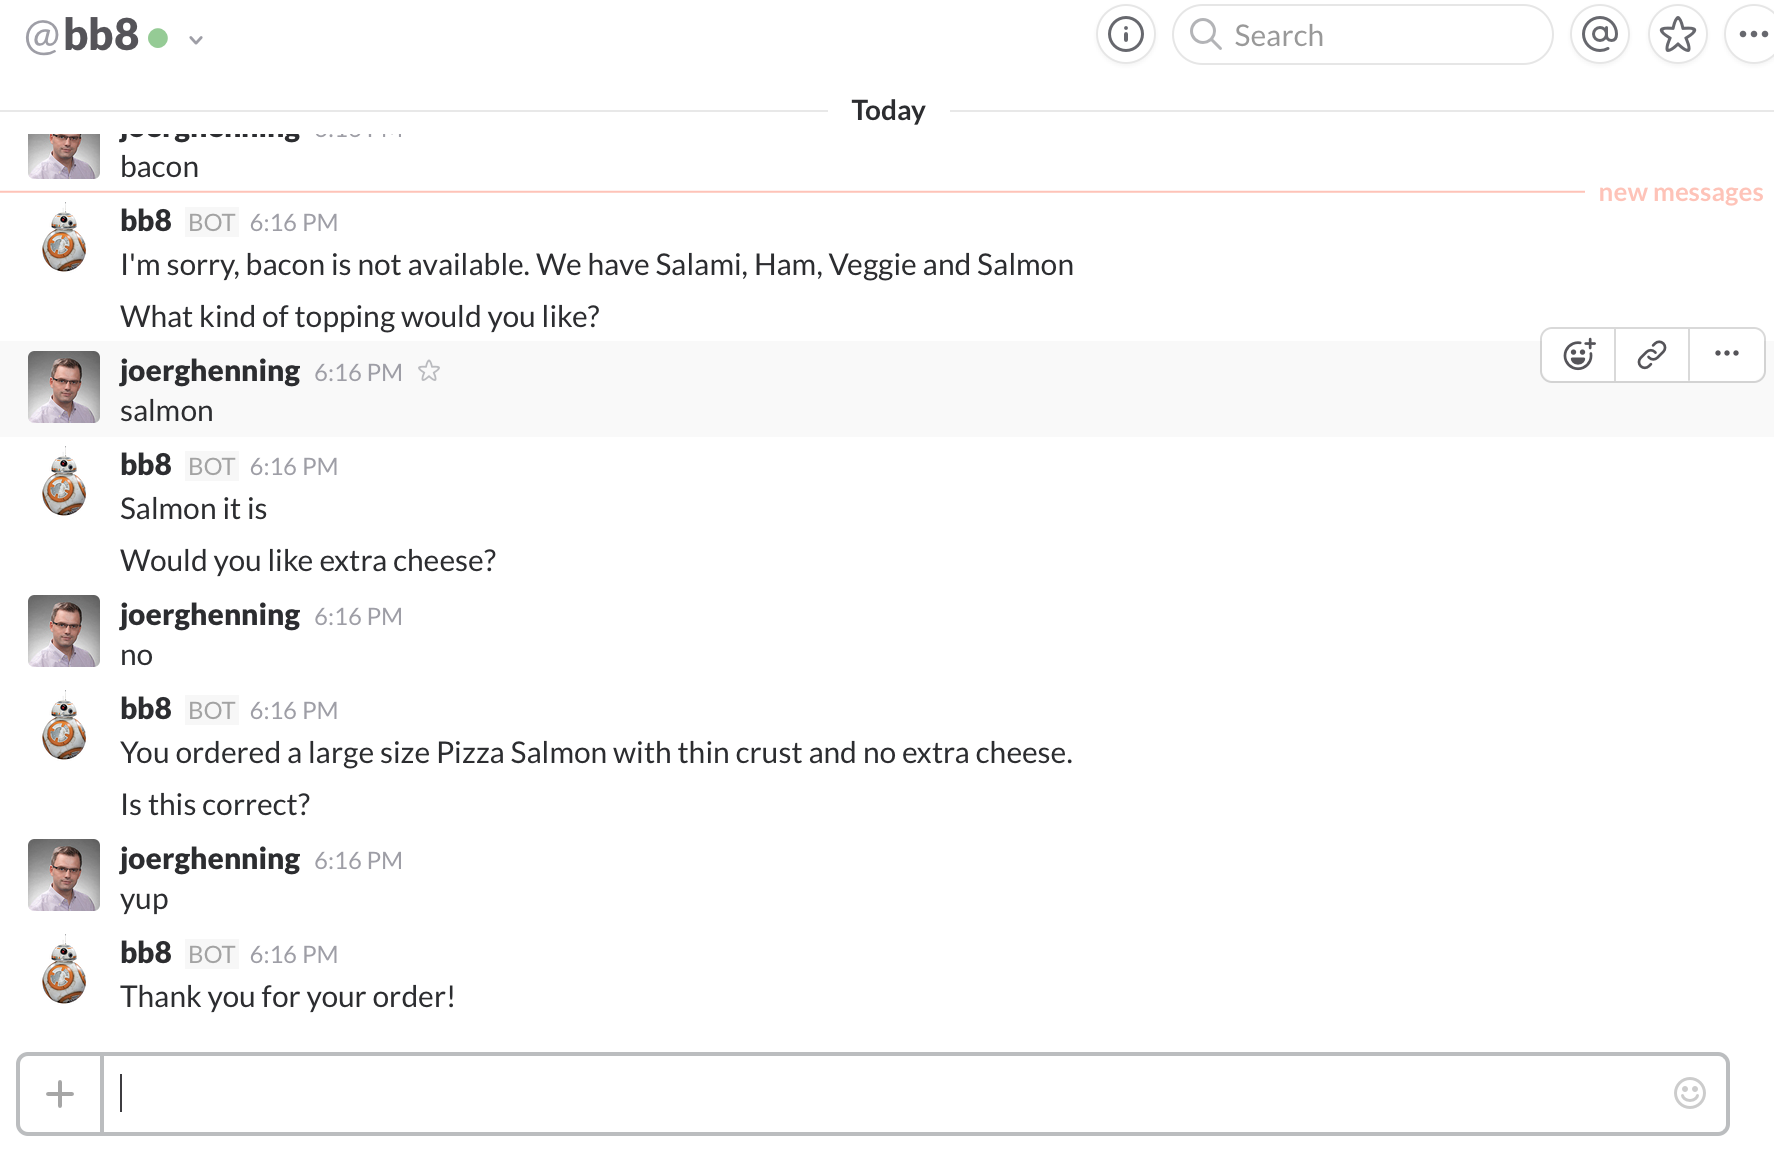 @bb8
Search
Today
joerghenning
bacon
new messages
bb8 BOT 6:16 PM
I'm sorry, bacon is not available. We have Salami, Ham, Veggie and Salmon
What kind of topping would you like?
joerghenning 6:16 PM
salmon
bb8 BOT 6:16 PM
Salmon it is
Would you like extra cheese?
joerghenning 6:16 PM
no
bb8 BOT 6:16 PM
You ordered a large size Pizza Salmon with thin crust and no extra cheese.
Is this correct?
joerghenning 6:16 PM
yup
bb8 BOT 6:16 PM
Thank you for your order!